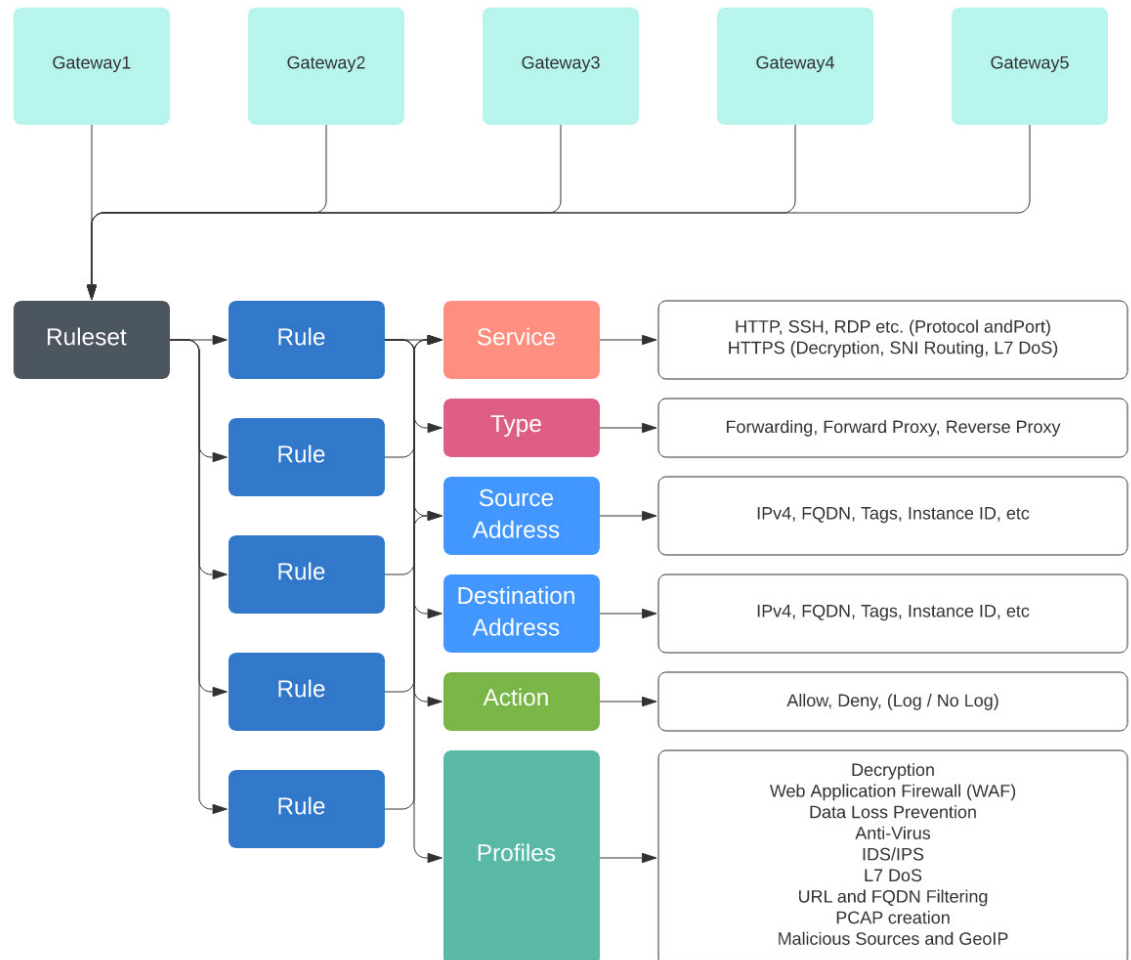 Gateway1
Gateway2
Gateway3
Gateway4
Gateway5
Ruleset
Rule
Service
HTTP, SSH, RDP etc. (Protocol andPort)
HTTPS (Decryption, SNI Routing, L7 DoS)
Rule
Type
Forwarding, Forward Proxy, Reverse Proxy
Source
Address
IPv4, FQDN, Tags, Instance ID, etc
Rule
Destination
Address
IPv4, FQDN, Tags, Instance ID, etc
Rule
Action
Allow, Deny, (Log / No Log)
Rule
Profiles
Decryption
Web Application Firewall (WAF)
Data Loss Prevention
Anti-Virus
IDS/IPS
L7 DoS
URL and FQDN Filtering
PCAP creation
Malicious Sources and GeoIP